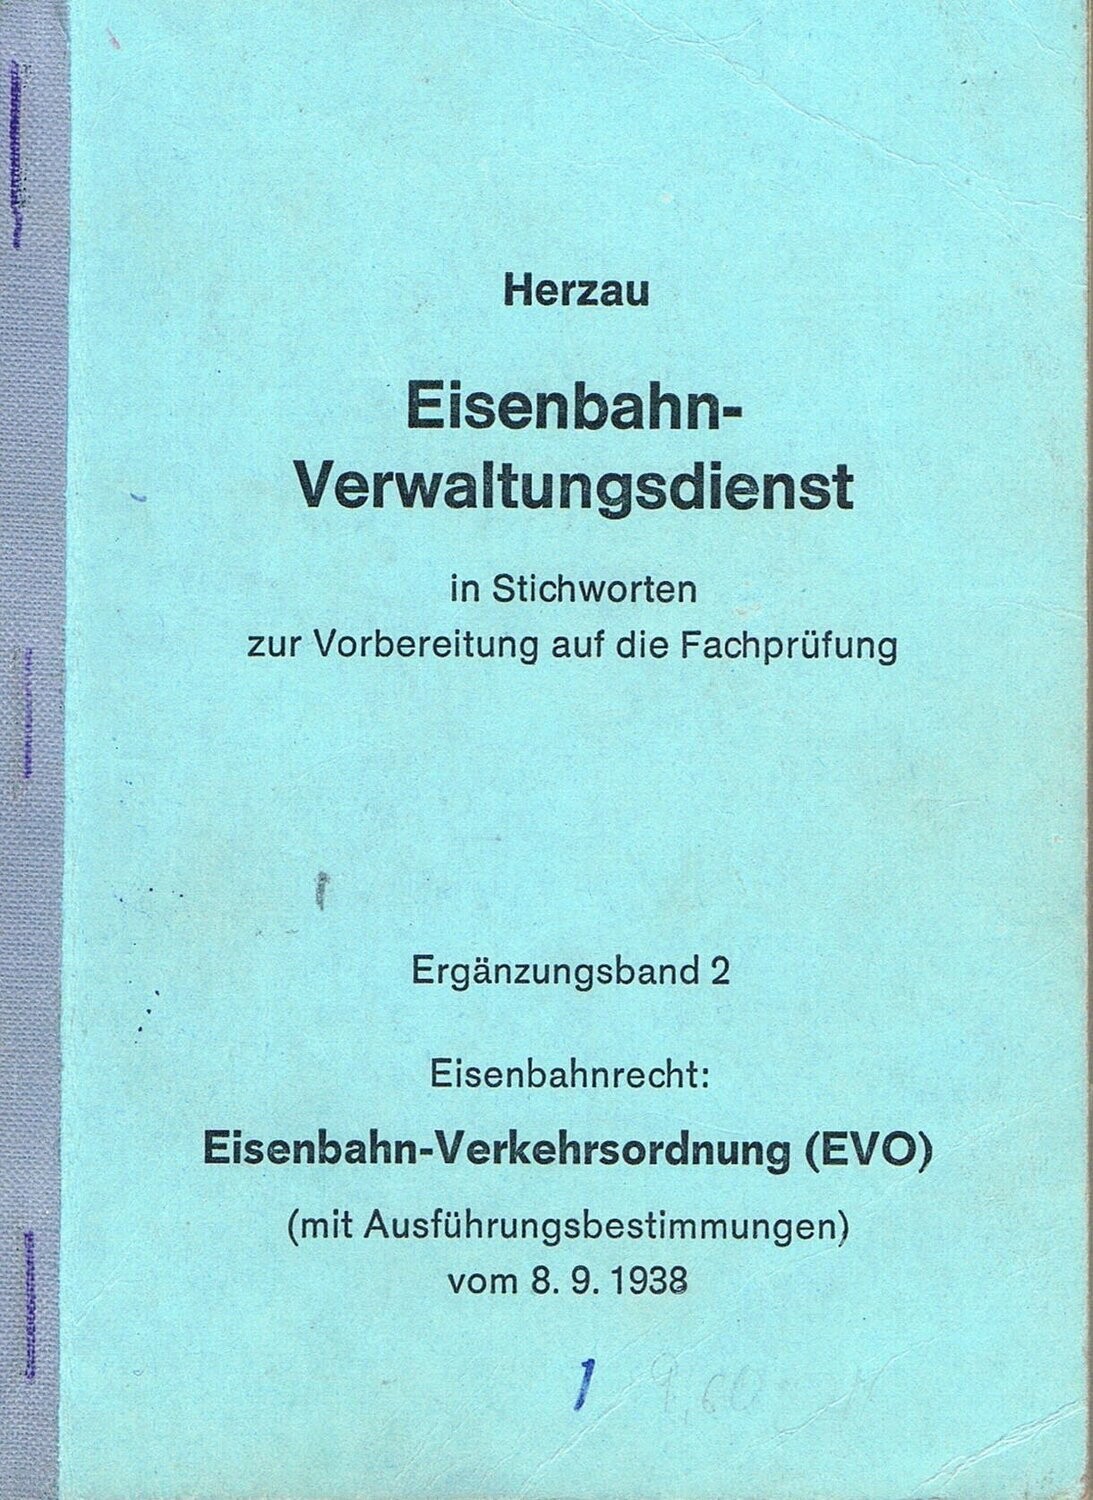 Herzau
Eisenbahn-
Verwaltungsdienst
in Stichworten
zur Vorbereitung auf die Fachprüfung
Ergänzungsband 2
Eisenbahnrecht:
Eisenbahn-Verkehrsordnung (EVO)
(mit Ausführungsbestimmungen)
vom 8. 9. 1938
1